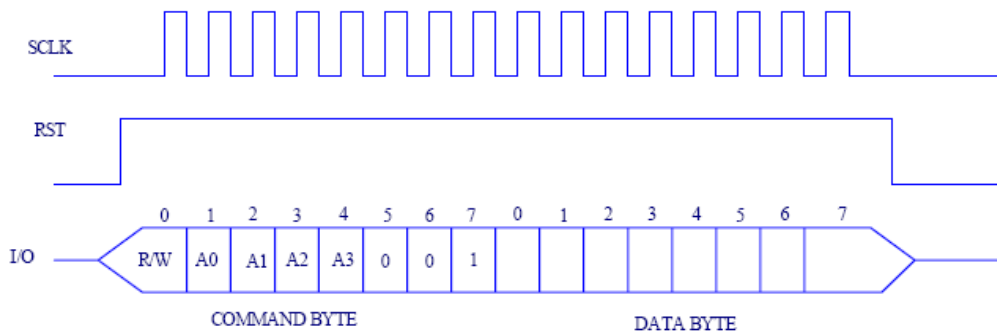 SCLK
RST
0 1 2 3 4 5 6 7 0 1 2 3 4 5 6 7
I/O R/W A0 A1 A2 A3 0 0 1
COMMAND BYTE DATA BYTE